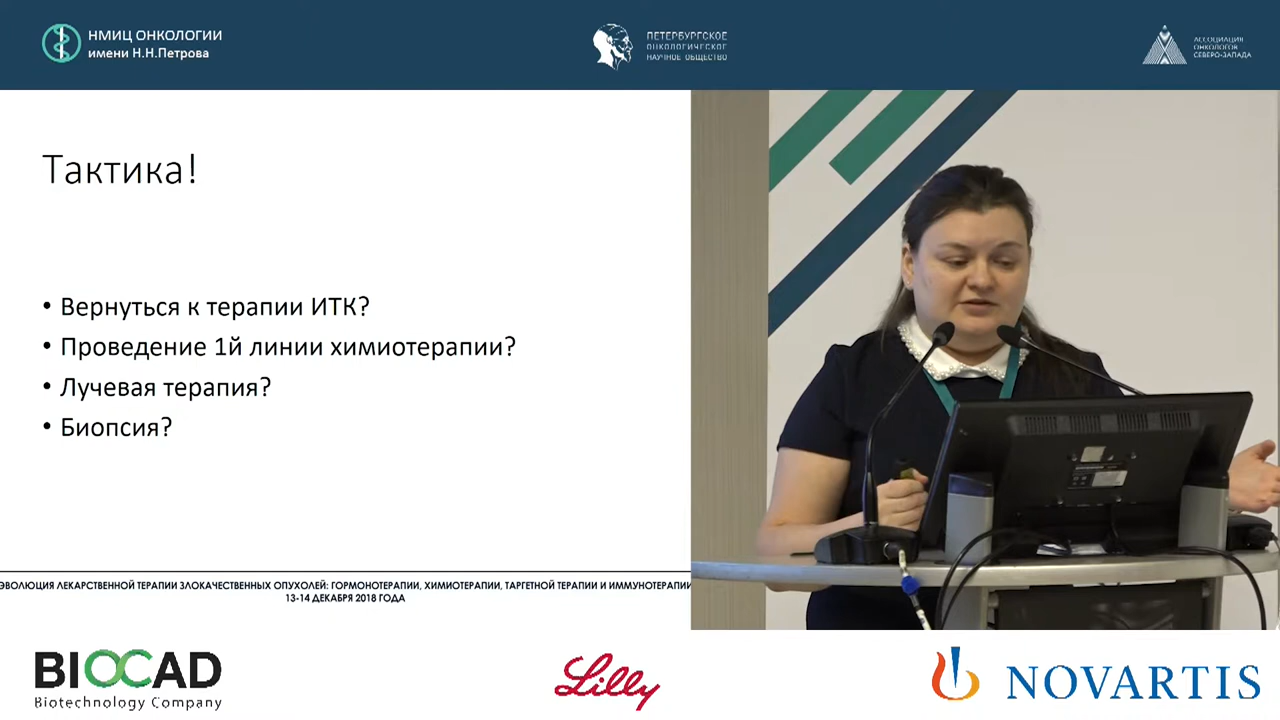 НМИЦ ОНКОЛОГИИ
имени Н.Н.Петрова
ПЕТЕРБУРГСКОЕ
ОНКОЛОГИЧЕСКОЕ
НАУЧНОЕ ОБЩЕСТВО
АССОЦИАЦИЯ
ОНКОЛОГОВ
СЕВЕРО-ЗАПАДА
Тактика!
• Вернуться к терапии ИТК?
• Проведение 1й линии химиотерапии?
• Лучевая терапия?
• Биопсия?
ЭВОЛЮЦИЯ ЛЕКАРСТВЕННОЙ ТЕРАПИИ ЗЛОКАЧЕСТВЕННЫХ ОПУХОЛЕЙ: ГОРМОНОТЕРАПИИ, ХИМИОТЕРАПИИ, ТАРГЕТНОЙ ТЕРАПИИ И ИММУНОТЕРАПИИ
13-14 ДЕКАБРЯ 2018 ГОДА
BIOCAD
Biotechnology Company
Lilly
NOVARTIS